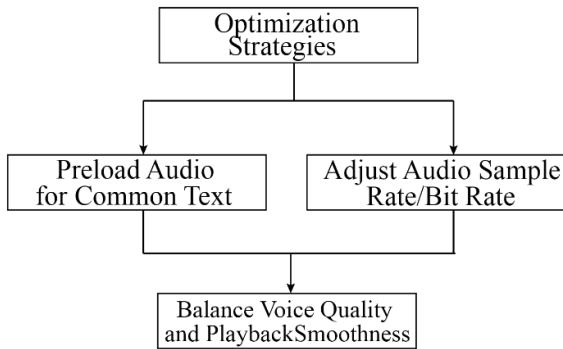 Optimization
Strategies
Preload Audio
for Common Text
Adjust Audio Sample
Rate/Bit Rate
Balance Voice Quality
and PlaybackSmoothness